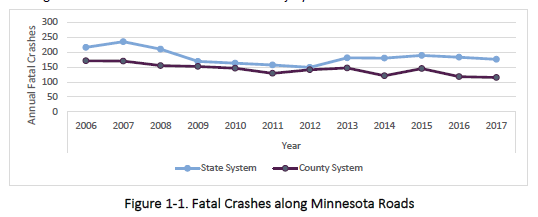 300
250
200
150
100
50
0
Annual Fatal Crashes
2006 2007 2008 2009 2010 2011 2012 2013 2014 2015 2016 2017
Year
State System County System
Figure 1-1. Fatal Crashes along Minnesota Roads